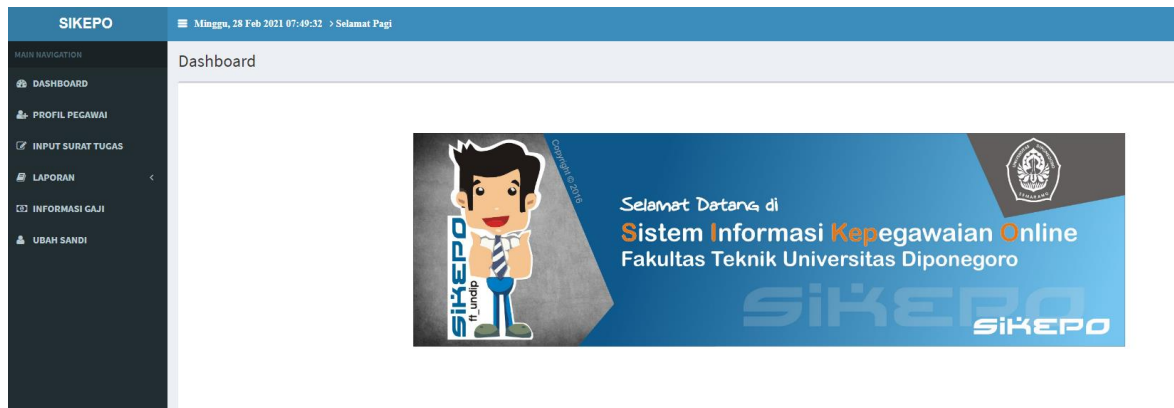 SIKEPO
Minggu, 28 Feb 2021 07:49:32 > Selamat Pagi
MAIN NAVIGATION
Dashboard
DASHBOARD
PROFIL PEGAWAI
INPUT SURAT TUGAS
LAPORAN <
INFORMASI GAJI
UBAH SANDI
Copyright © 2016
SiKEPO
ft_undip
Selamat Datang di
Sistem Informasi Kepegawaian Online
Fakultas Teknik Universitas Diponegoro
SiKEPO
SiKEPO
SEMARANG